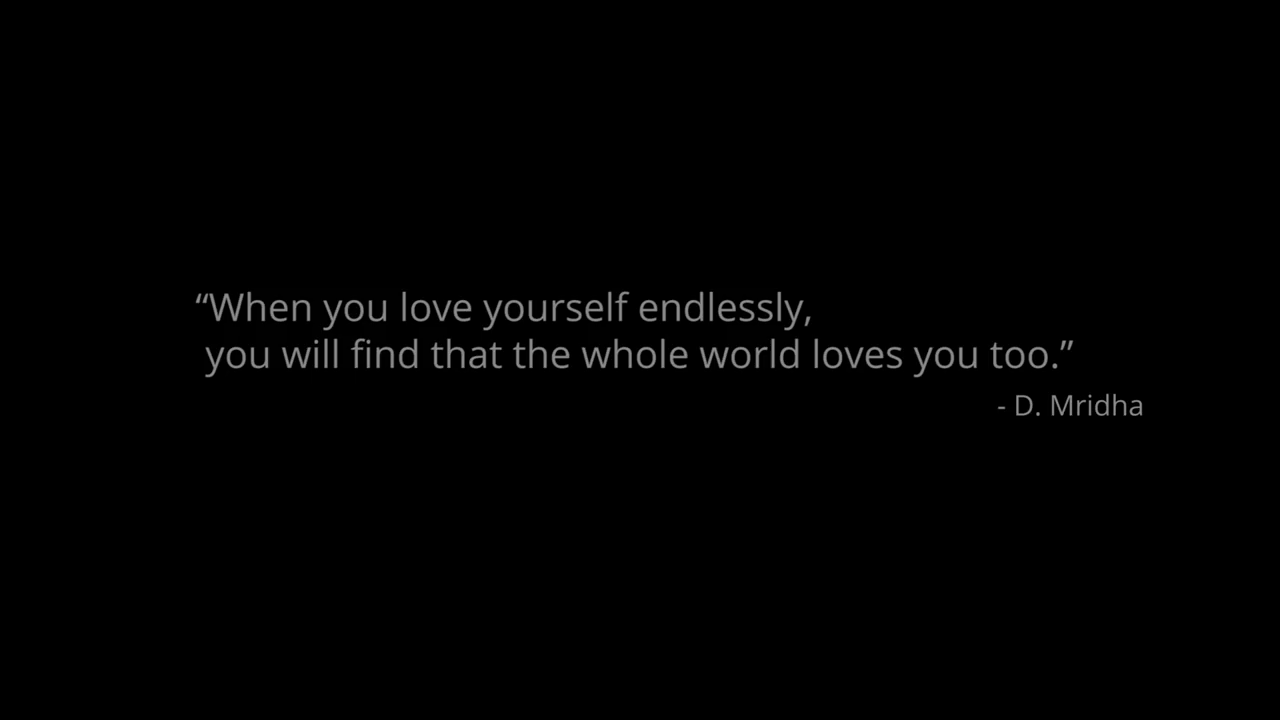 “When you love yourself endlessly,
you will find that the whole world loves you too.”
- D. Mridha